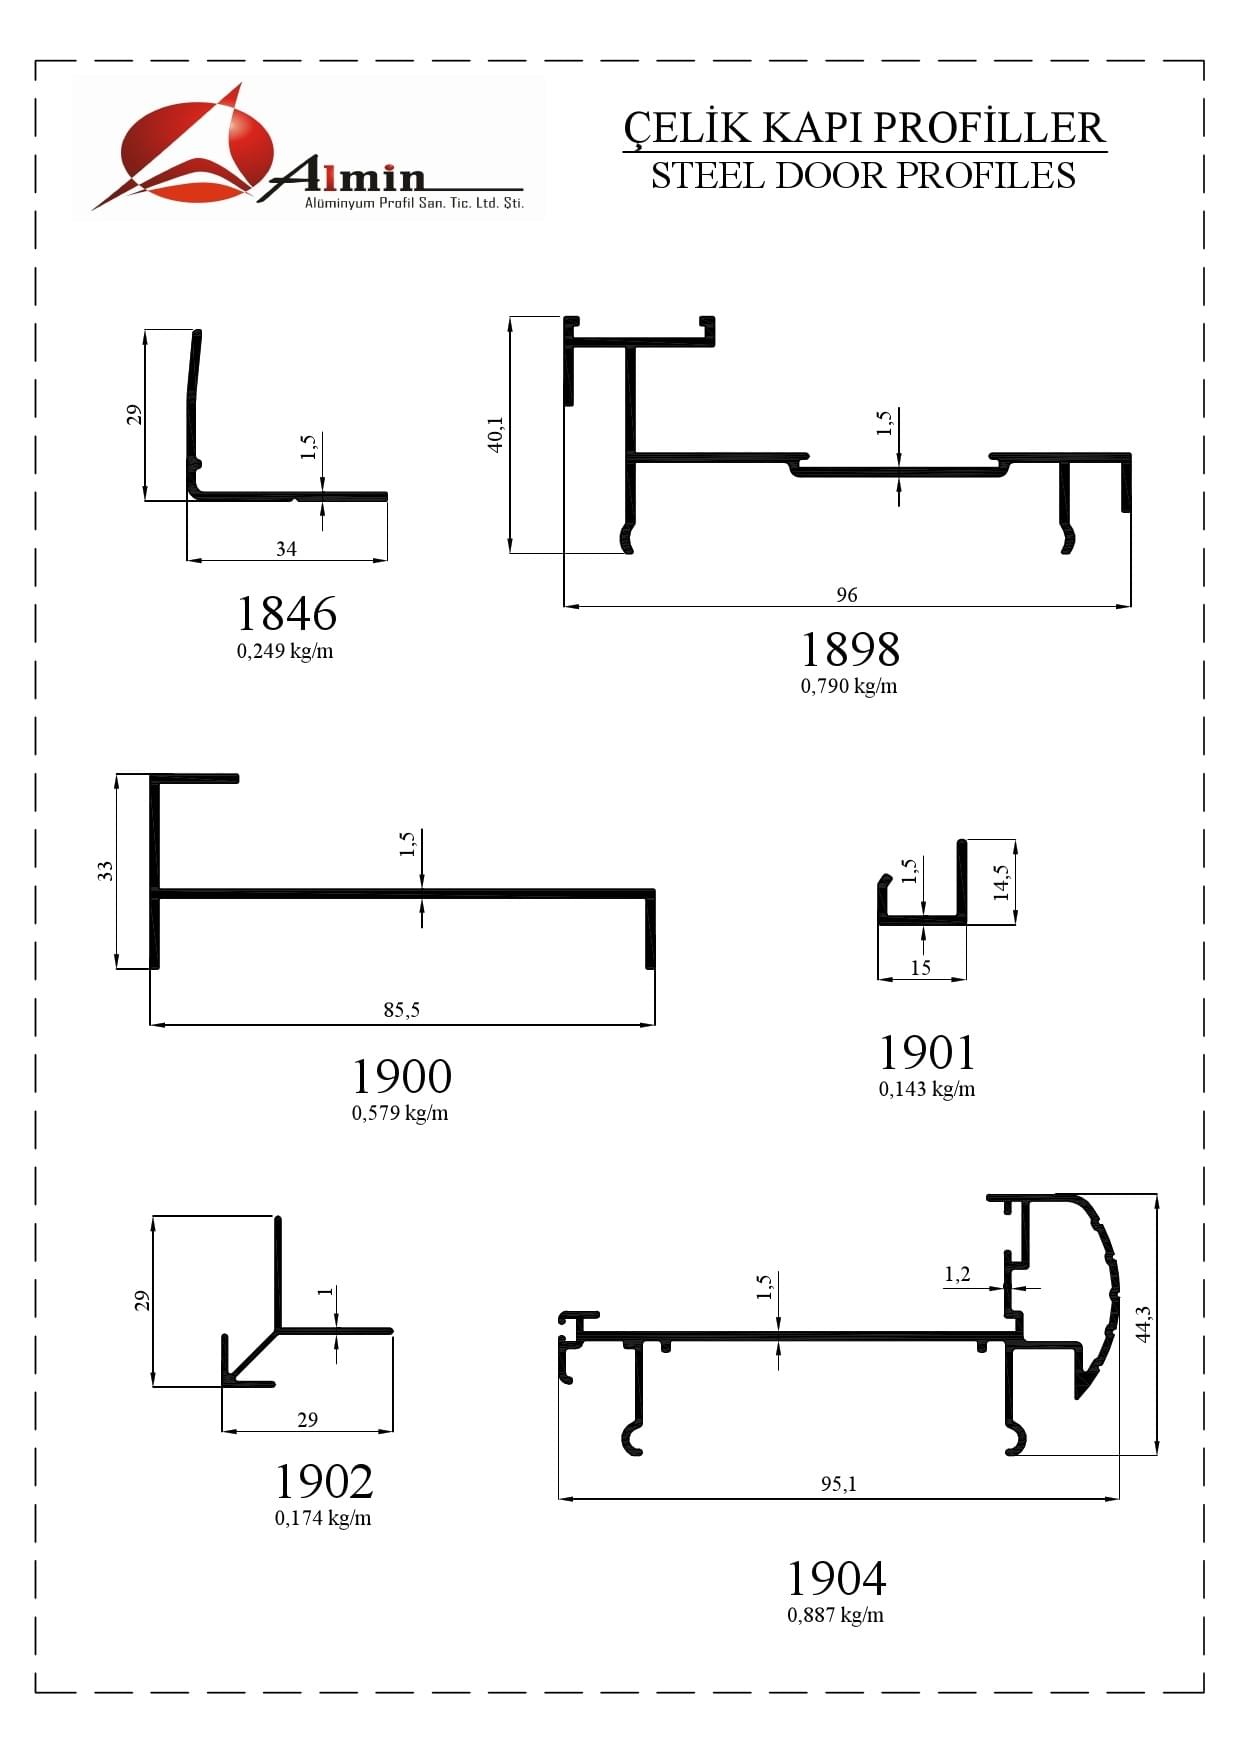 Almin
Alüminyum Profil San. Tic. Ltd. Şti.
ÇELİK KAPI PROFİLLER
STEEL DOOR PROFILES
29
1,5
34
1846
0,249 kg/m
40,1
1,5
96
1898
0,790 kg/m
33
1,5
85,5
1900
0,579 kg/m
1,5
14,5
15
1901
0,143 kg/m
29
1
29
1902
0,174 kg/m
1,5
1,2
44,3
95,1
1904
0,887 kg/m